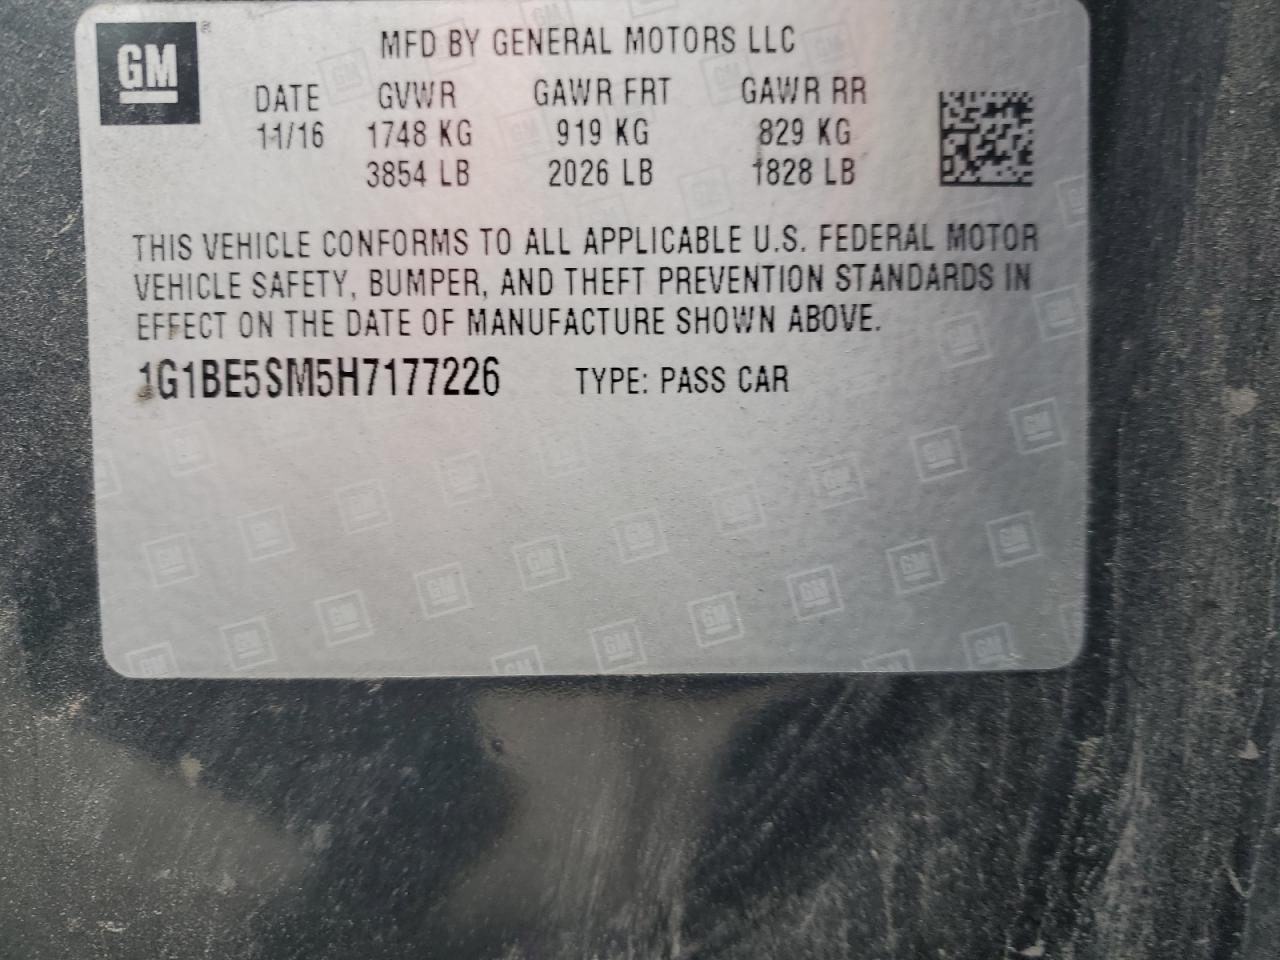 GM
MFD BY GENERAL MOTORS LLC
DATE GVWR GAWR FRT GAWR RR
11/16 1748 KG 919 KG 829 KG
3854 LB 2026 LB 1828 LB
THIS VEHICLE CONFORMS TO ALL APPLICABLE U.S. FEDERAL MOTOR
VEHICLE SAFETY, BUMPER, AND THEFT PREVENTION STANDARDS IN
EFFECT ON THE DATE OF MANUFACTURE SHOWN ABOVE.
1G1BE5SM5H7177226 TYPE: PASS CAR